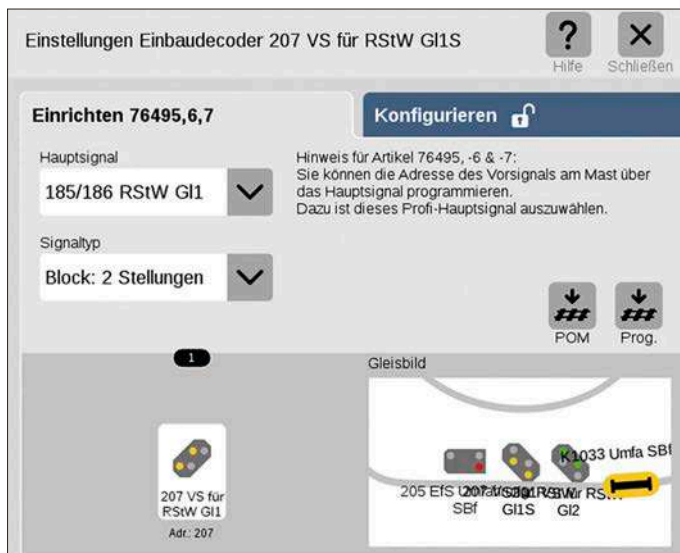 Einstellungen Einbaudecoder 207 VS für RStW Gl1S
?
Hilfe
Schließen
Einrichten 76495,6,7
Konfigurieren
Hauptsignal
185/186 RStW Gl1
Hinweis für Artikel 76495, -6 & -7:
Sie können die Adresse des Vorsignals am Mast über
das Hauptsignal programmieren.
Dazu ist dieses Profi-Hauptsignal auszuwählen.
Signaltyp
Block: 2 Stellungen
POM
Prog.
1
Gleisbild
207 VS für
RStW Gl1
Adr.: 207
K1033 Umfa SBf
205 EfS
SBf
Gl1S
Gl2